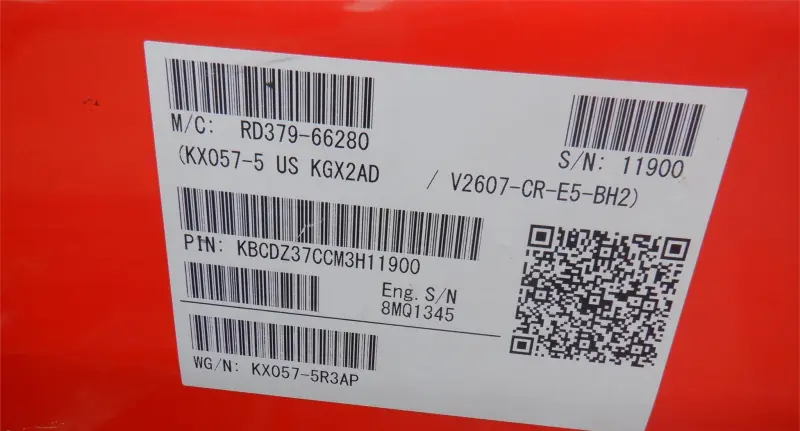 M/C: RD379-66280
(KX057-5 US KGX2AD / V2607-CR-E5-BH2)
S/N: 11900
PIN: KBCDZ37CCM3H11900
Eng. S/N
8MQ1345
WG/N: KX057-5R3AP